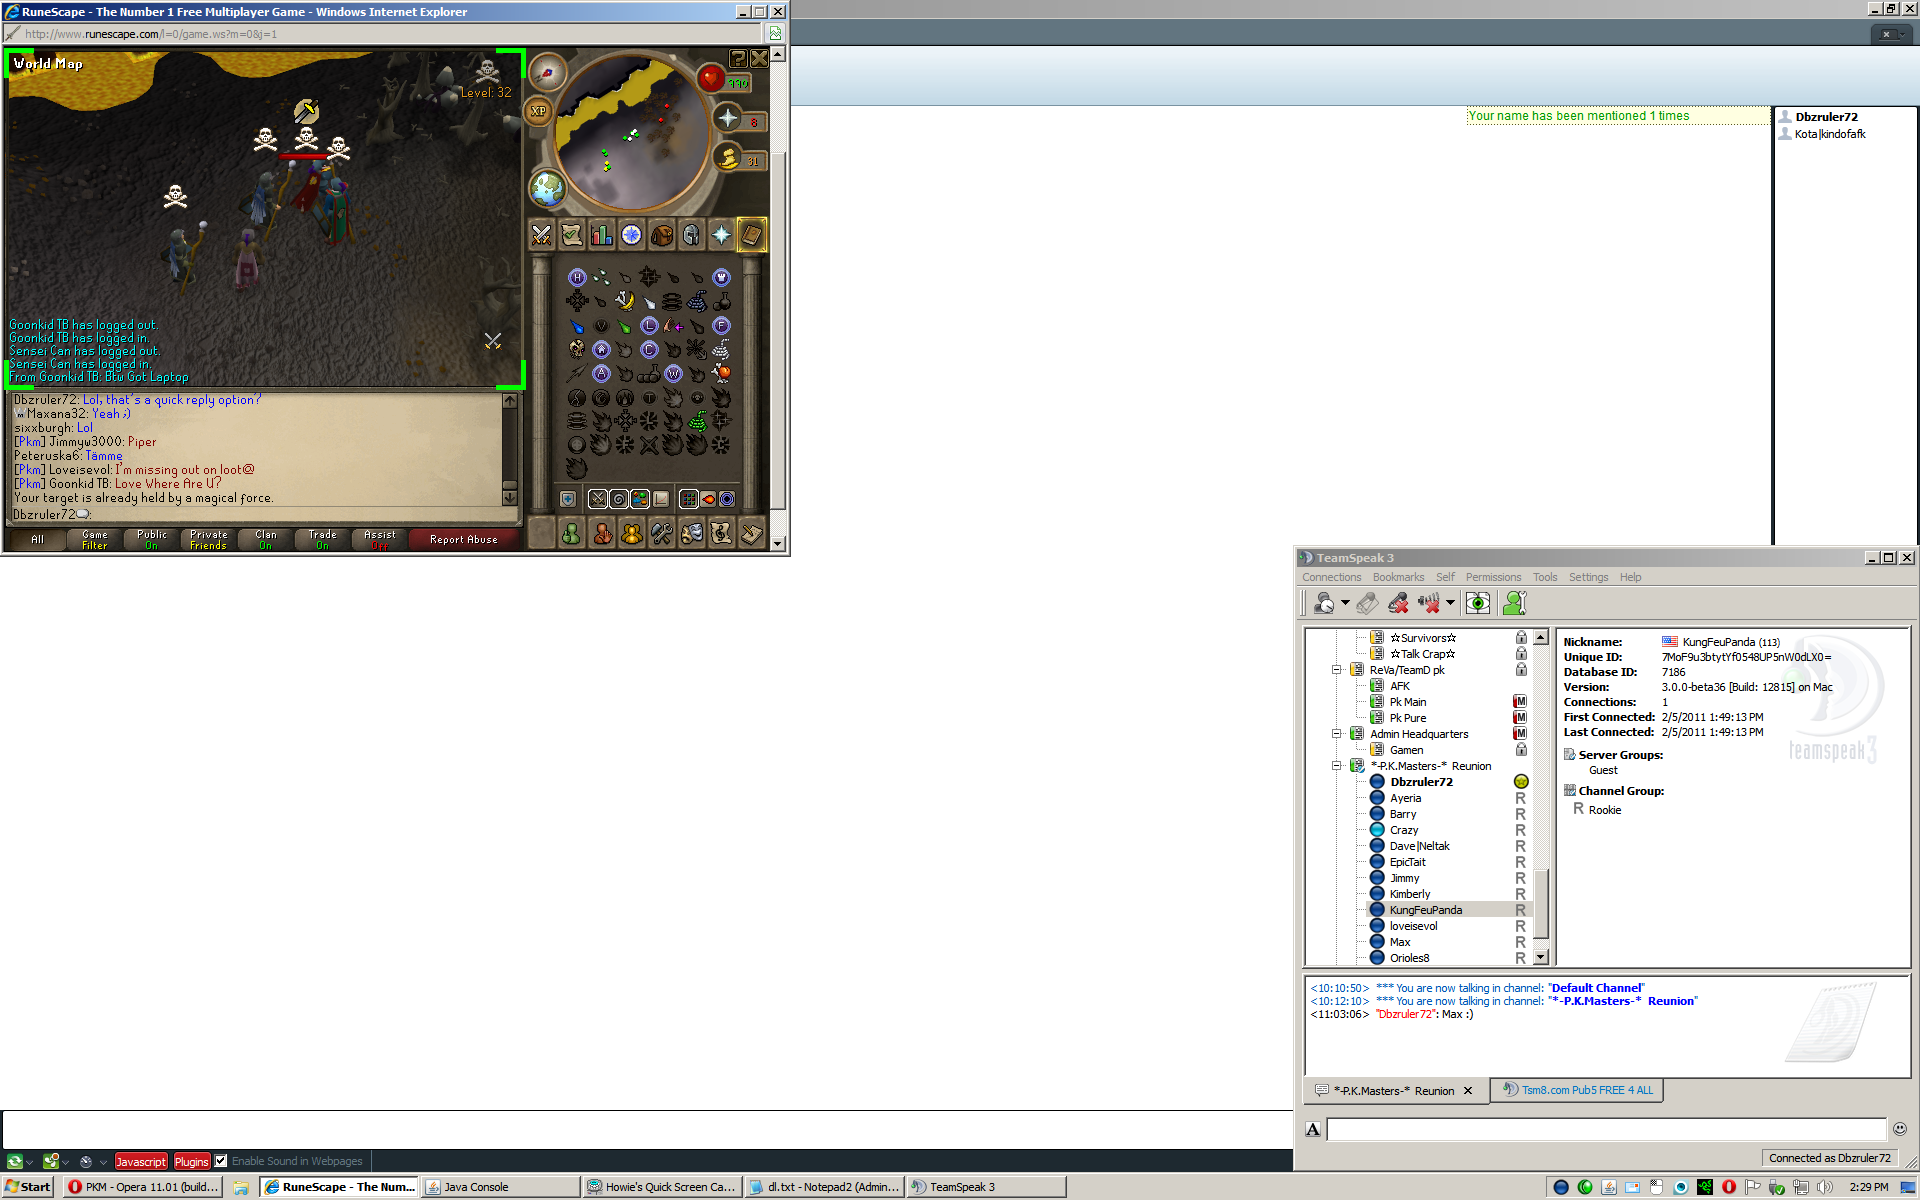 RuneScape - The Number 1 Free Multiplayer Game - Windows Internet Explorer
http://www.runescape.com/l=0/game.ws?m=0&j=1
World Map
Level: 32
XP
990
8
31
Goonkid TB has logged out.
Goonkid TB has logged in.
Sensei Can has logged out.
Sensei Can has logged in.
From Goonkid TB: Btw Got Laptop
Dbzruler72: Lol, that's a quick reply option?
Maxana32: Yeah ;)
sixxburgh: Lol
[Pkm] Jimmyw3000: Piper
Peteruska6: Tämme
[Pkm] Loveisevol: I'm missing out on loot@
[Pkm] Goonkid TB: Love Where Are U?
Your target is already held by a magical force.
Dbzruler72:
All
Game
Filter
Public
On
Private
Friends
Clan
On
Trade
On
Assist
Report Abuse
Your name has been mentioned 1 times
Dbzruler72
Kota|kindofafk
TeamSpeak 3
Connections Bookmarks Self Permissions Tools Settings Help
☆Survivors☆
☆Talk Crap☆
ReVa/TeamD pk
AFK
Pk Main
Pk Pure
Admin Headquarters
Gamen
*-P.K.Masters-* Reunion
Dbzruler72
Ayeria R
Barry R
Crazy R
Dave|Neltak R
EpicTait R
Jimmy R
Kimberly R
KungFeuPanda R
loveisevol R
Max R
Orioles8 R
Nickname: KungFeuPanda (113)
Unique ID: 7MoF9u3btytYf0548UP5nW0dLX0=
Database ID: 7186
Version: 3.0.0-beta36 [Build: 12815] on Mac
Connections: 1
First Connected: 2/5/2011 1:49:13 PM
Last Connected: 2/5/2011 1:49:13 PM
teamspeak 3
Server Groups:
Guest
Channel Group:
R Rookie
<10:10:50> *** You are now talking in channel: "Default Channel"
<10:12:10> *** You are now talking in channel: "*-P.K.Masters-* Reunion"
<11:03:06> "Dbzruler72": Max :)
*-P.K.Masters-* Reunion
Tsm8.com Pub5 FREE 4 ALL
A
Connected as Dbzruler72
Javascript Plugins Enable Sound in Webpages
Start
PKM - Opera 11.01 (build...
RuneScape - The Num...
Java Console
Howie's Quick Screen Ca...
dl.txt - Notepad2 (Admin...
TeamSpeak 3
2:29 PM